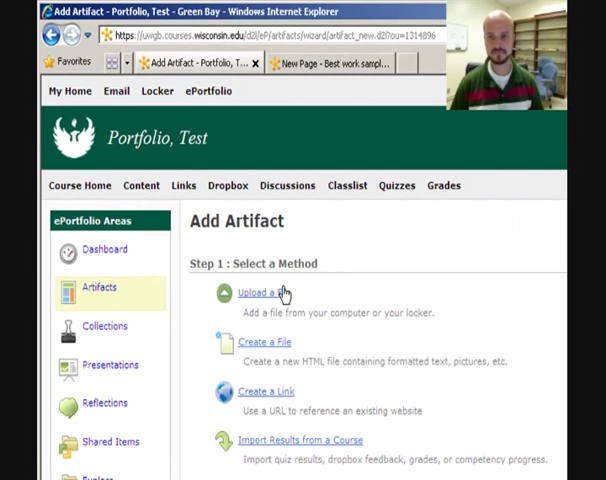 Add Artifact - Portfolio, Test - Green Bay - Windows Internet Explorer
https://uwgb.courses.wisconsin.edu/d2l/eP/artifacts/wizard/artifact_new.d2l?ou=1314896
Favorites
Add Artifact - Portfolio, T... x
New Page - Best work sampl...
My Home Email Locker ePortfolio
Portfolio, Test
Course Home Content Links Dropbox Discussions Classlist Quizzes Grades
ePortfolio Areas
Dashboard
Artifacts
Collections
Presentations
Reflections
Shared Items
Explore
Add Artifact
Step 1 : Select a Method
Upload a
Add a file from your computer or your locker.
Create a File
Create a new HTML file containing formatted text, pictures, etc.
Create a Link
Use a URL to reference an existing website
Import Results from a Course
Import quiz results, dropbox feedback, grades, or competency progress.